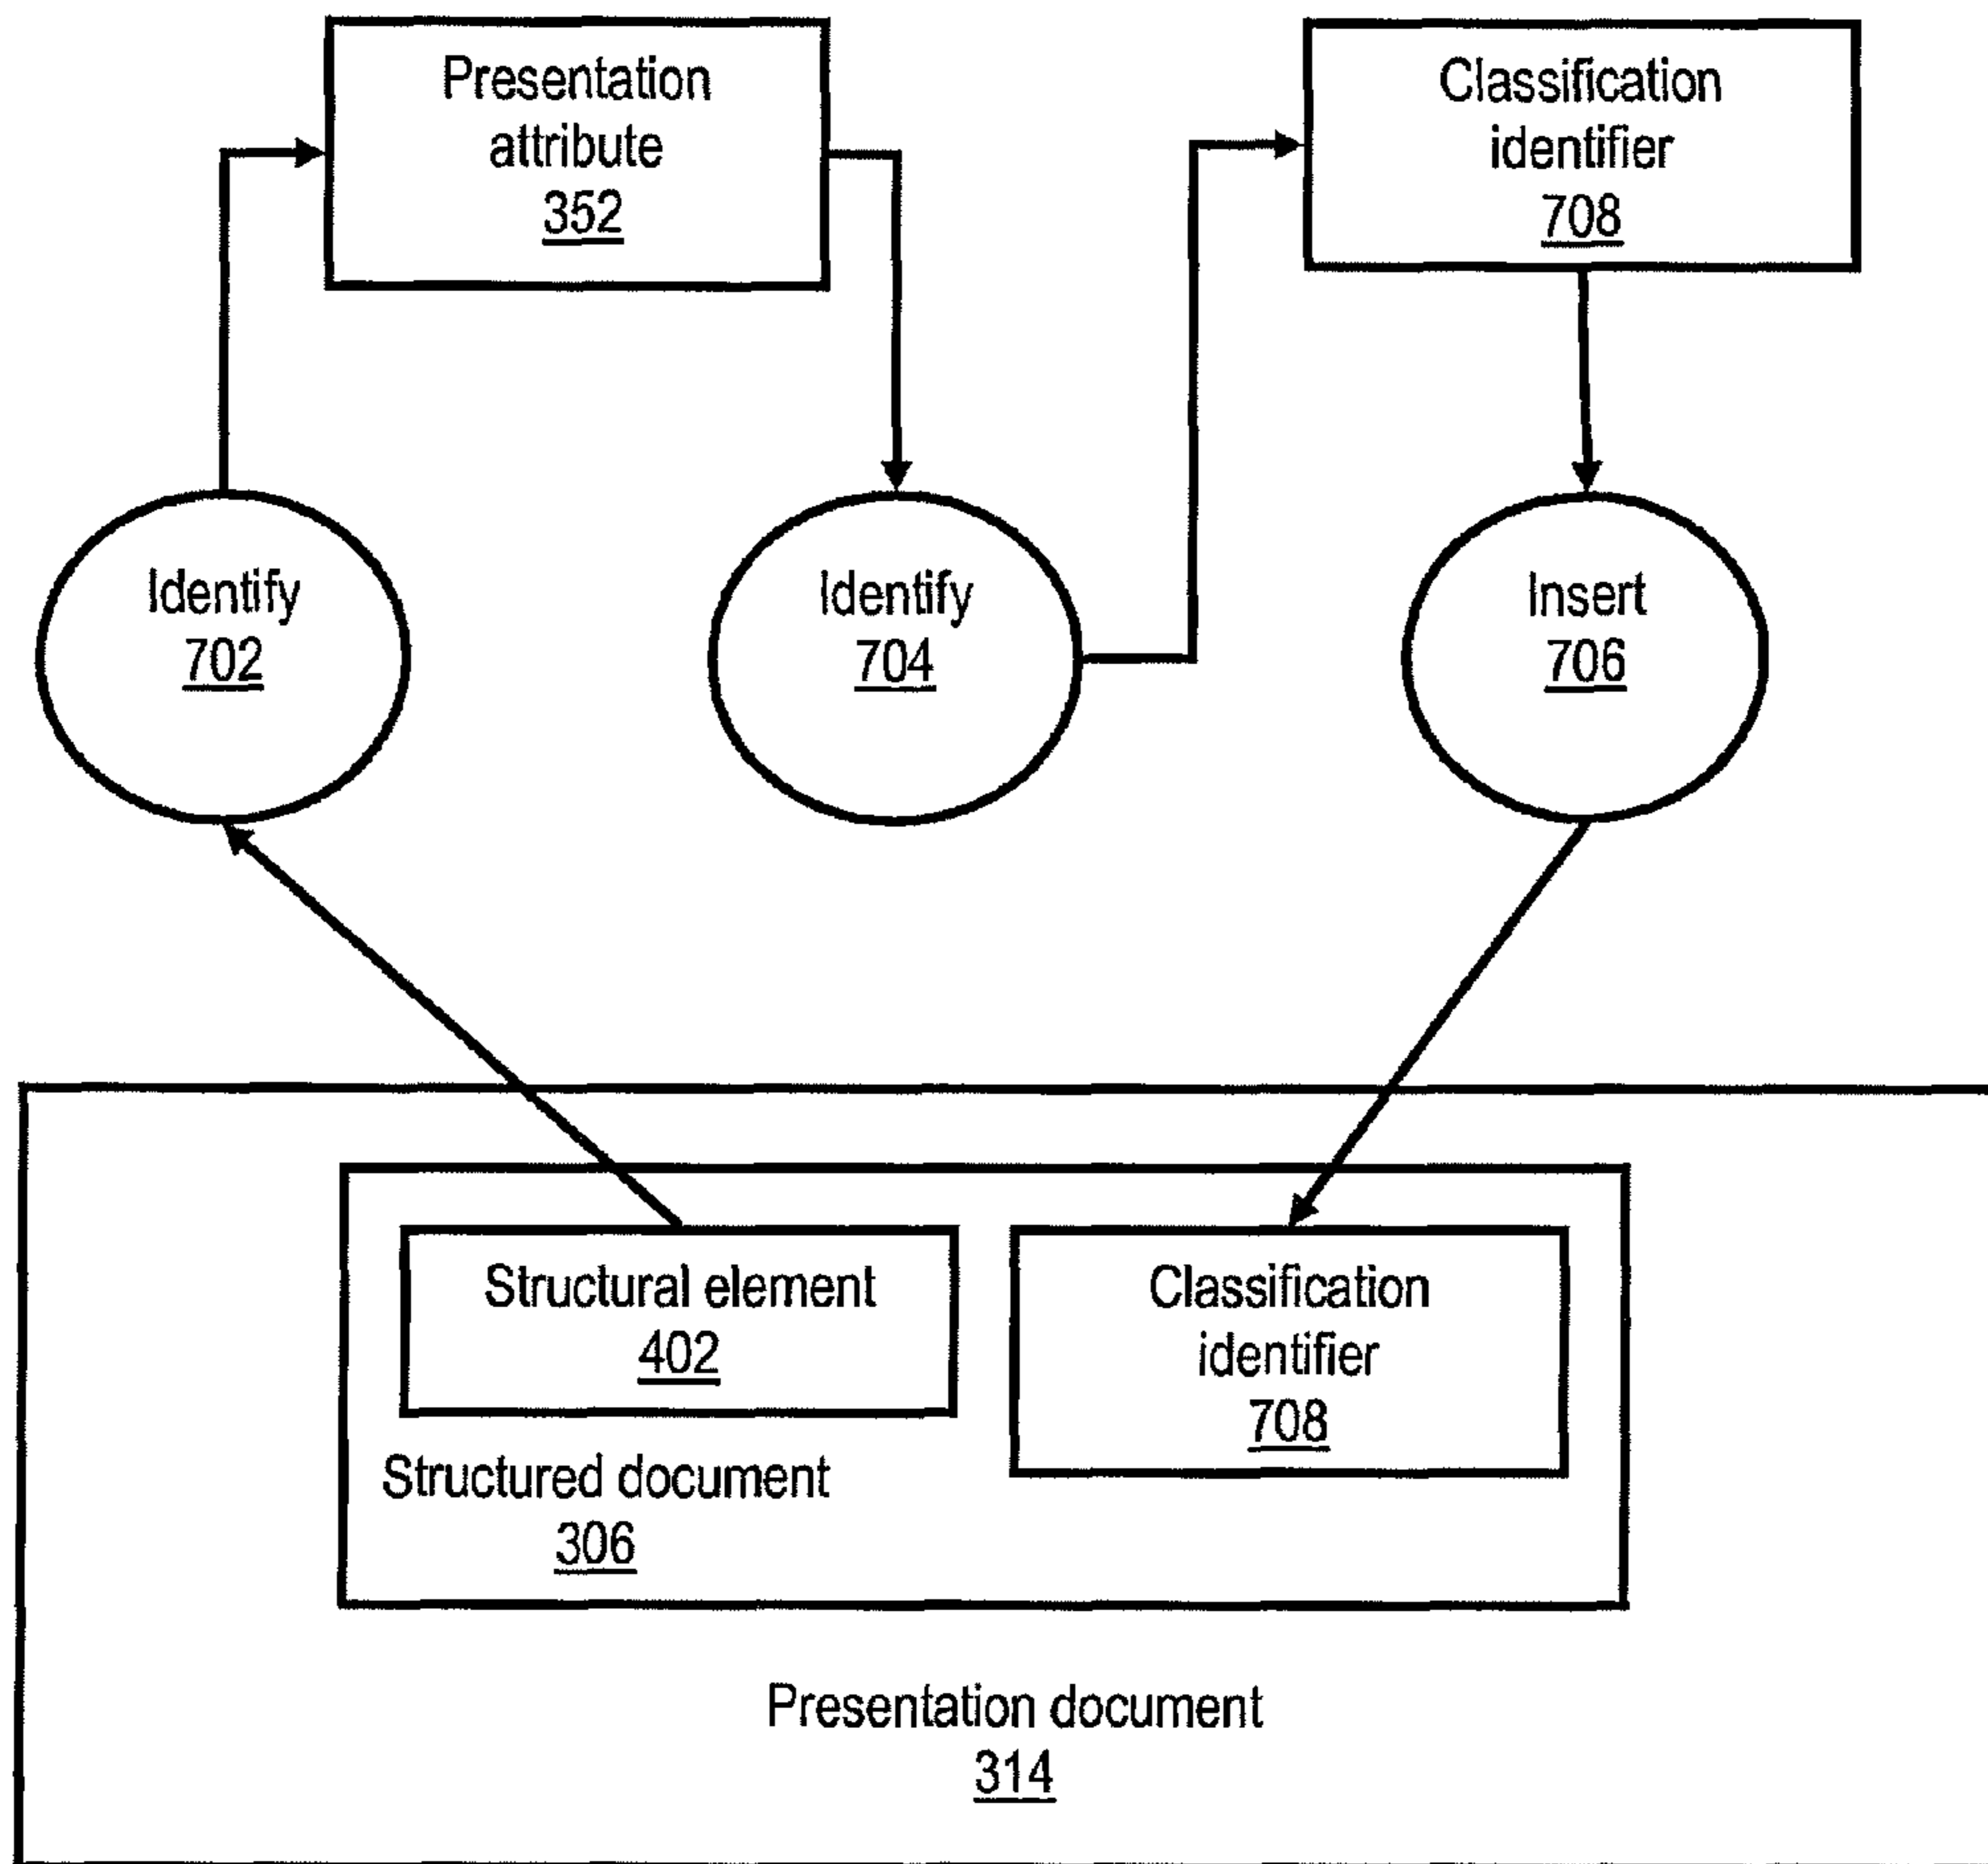 Presentation
attribute
352
Classification
identifier
708
Identify
702
Identify
704
Insert
706
Structural element
402
Classification
identifier
708
Structured document
306
Presentation document
314